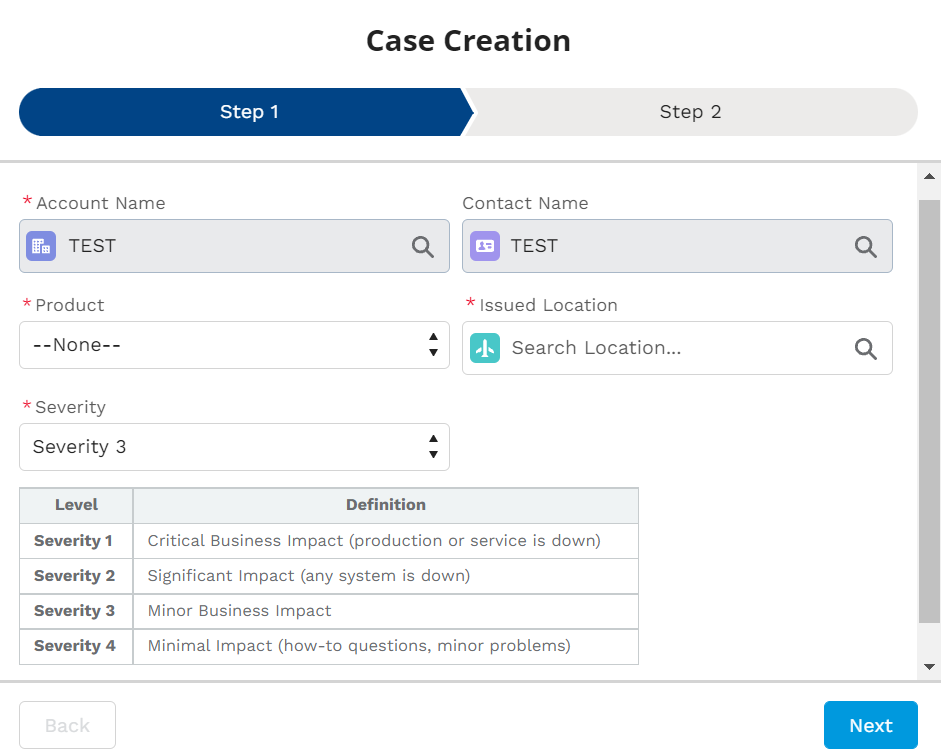 Case Creation
Step 1 Step 2
* Account Name Contact Name
TEST TEST
* Product * Issued Location
--None-- Search Location...
* Severity
Severity 3
Level Definition
Severity 1 Critical Business Impact (production or service is down)
Severity 2 Significant Impact (any system is down)
Severity 3 Minor Business Impact
Severity 4 Minimal Impact (how-to questions, minor problems)
Back Next